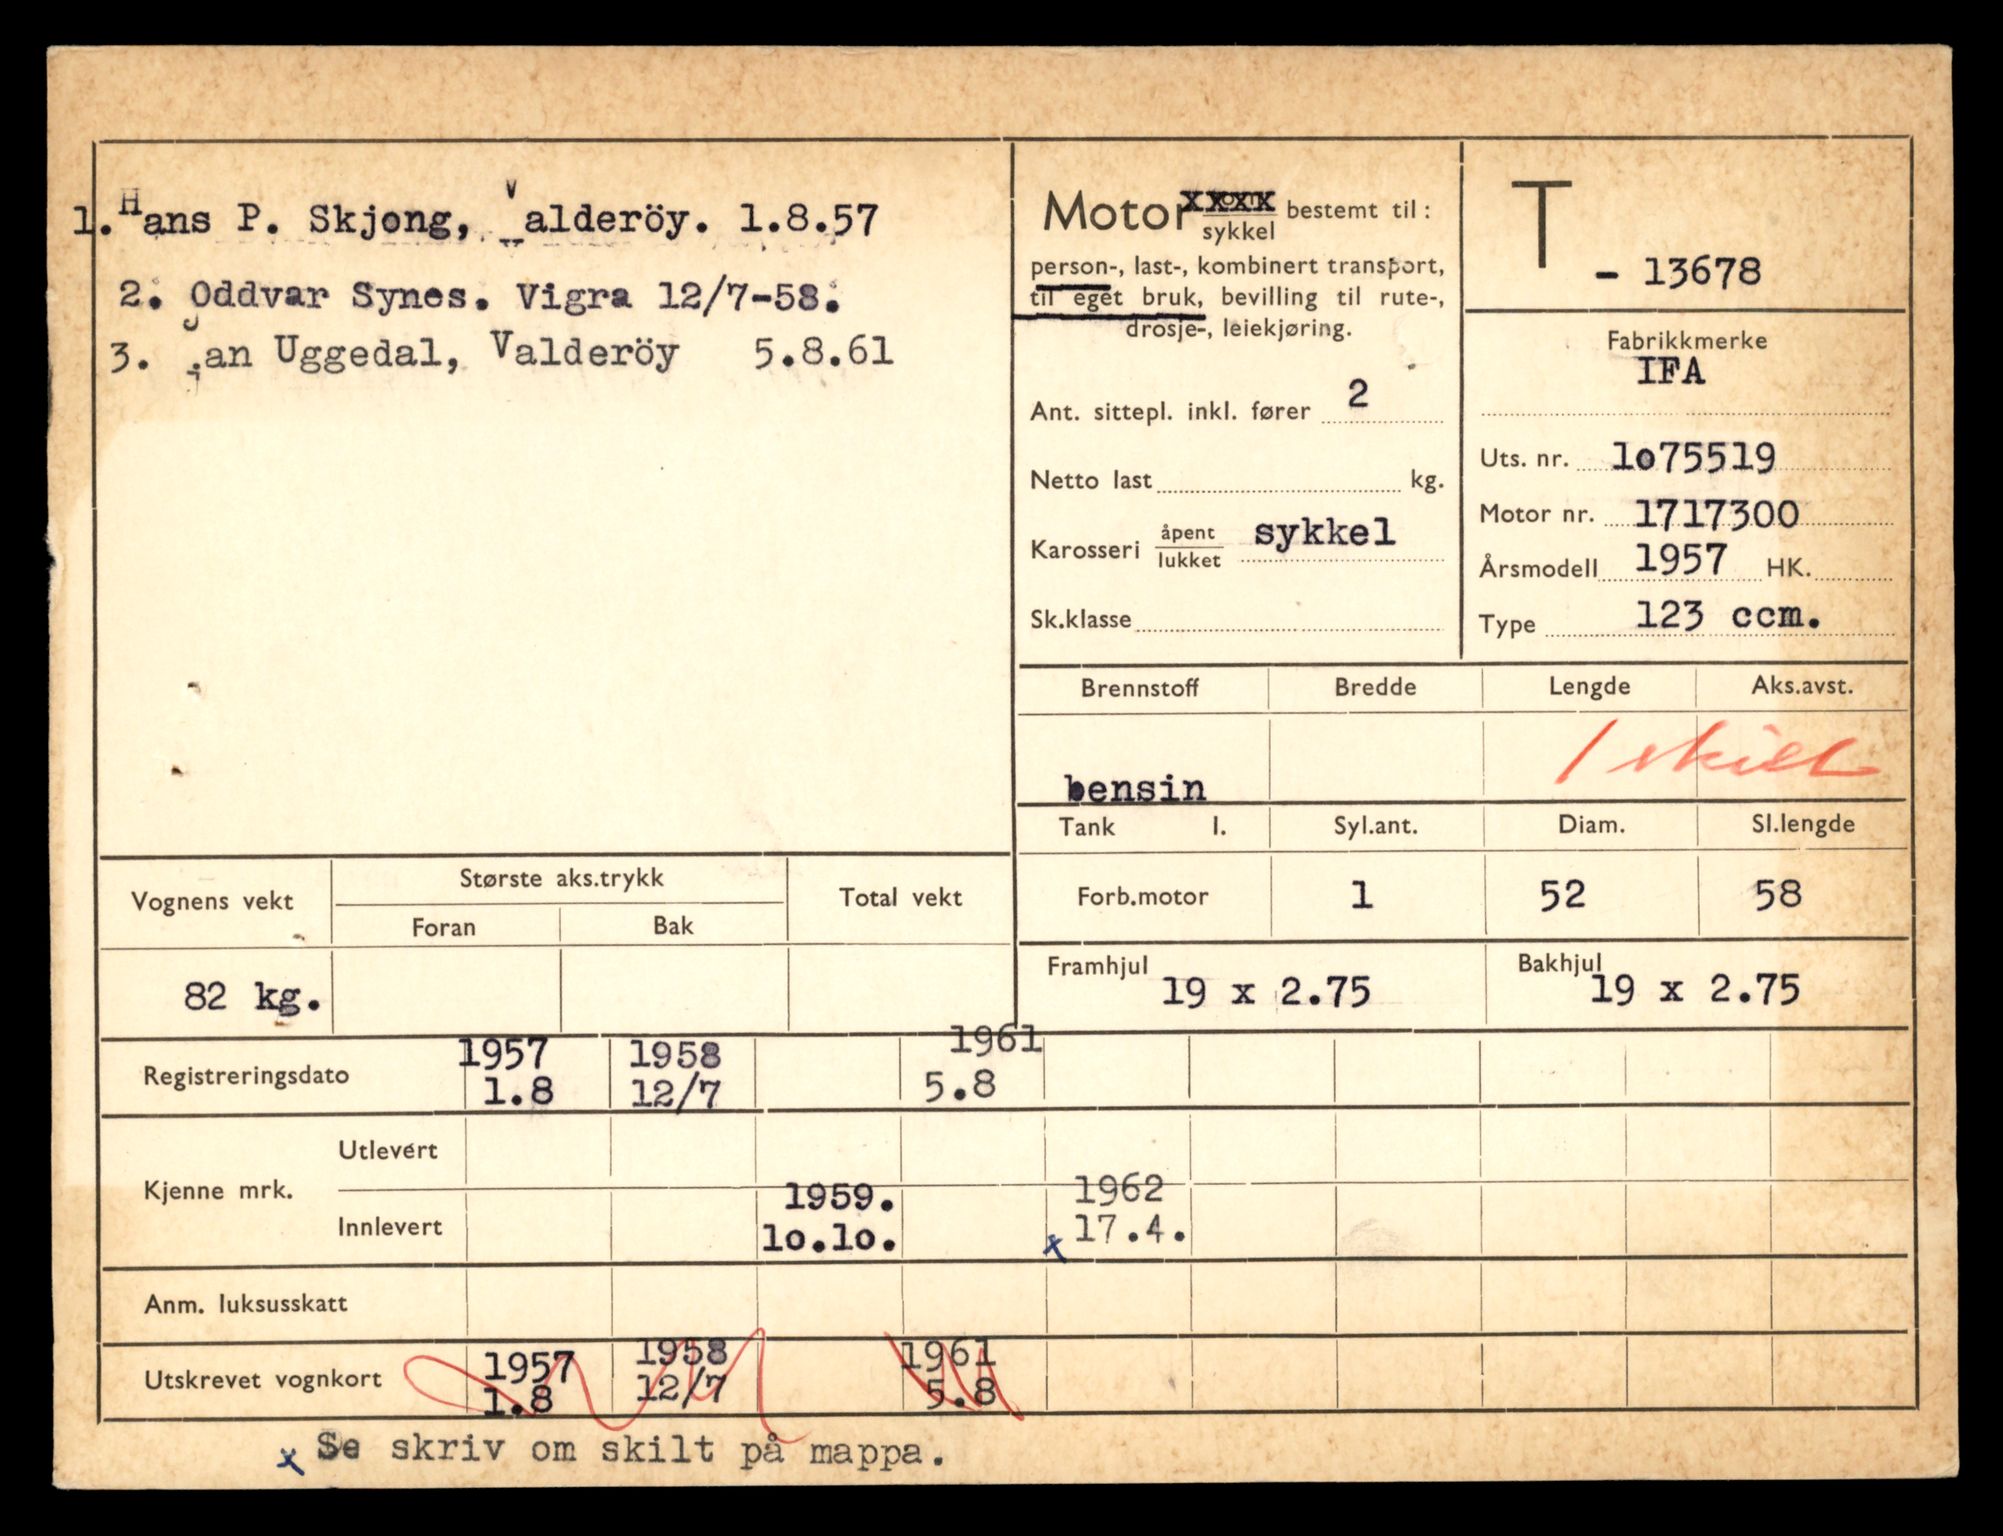 1. Hans P. Skjong, Valderöy. 1.8.57
2. Oddvar Synes. Vigra 12/7-58.
3. jan Uggedal, Valderöy 5.8.61
Motor xxxx bestemt til:
sykkel
person-, last-, kombinert transport,
til eget bruk, bevilling til rute-,
drosje-, leiekjøring.
Ant. sittepl. inkl. fører 2
Netto last kg.
Karosseri åpent sykkel
lukket
Sk.klasse
T
- 13678
Fabrikkmerke
IFA
Uts. nr. 1o75519
Motor nr. 1717300
Årsmodell 1957 HK.
Type 123 ccm.
Brennstoff Bredde Lengde Aks.avst.
1 skilt
bensin
Tank l. Syl.ant. Diam. Sl.lengde
Forb.motor 1 52 58
Framhjul 19 x 2.75 Bakhjul 19 x 2.75
Vognens vekt Største aks.trykk Total vekt
Foran Bak
82 kg.
1957 1958 1961
Registreringsdato 1.8 12/7 5.8
Utlevert
Kjenne mrk. 1959. 1962
Innlevert 1o.1o. x 17.4.
Anm. luksusskatt
1957 1958 1961
Utskrevet vognkort 1.8 12/7 5.8
x Se skriv om skilt på mappa.